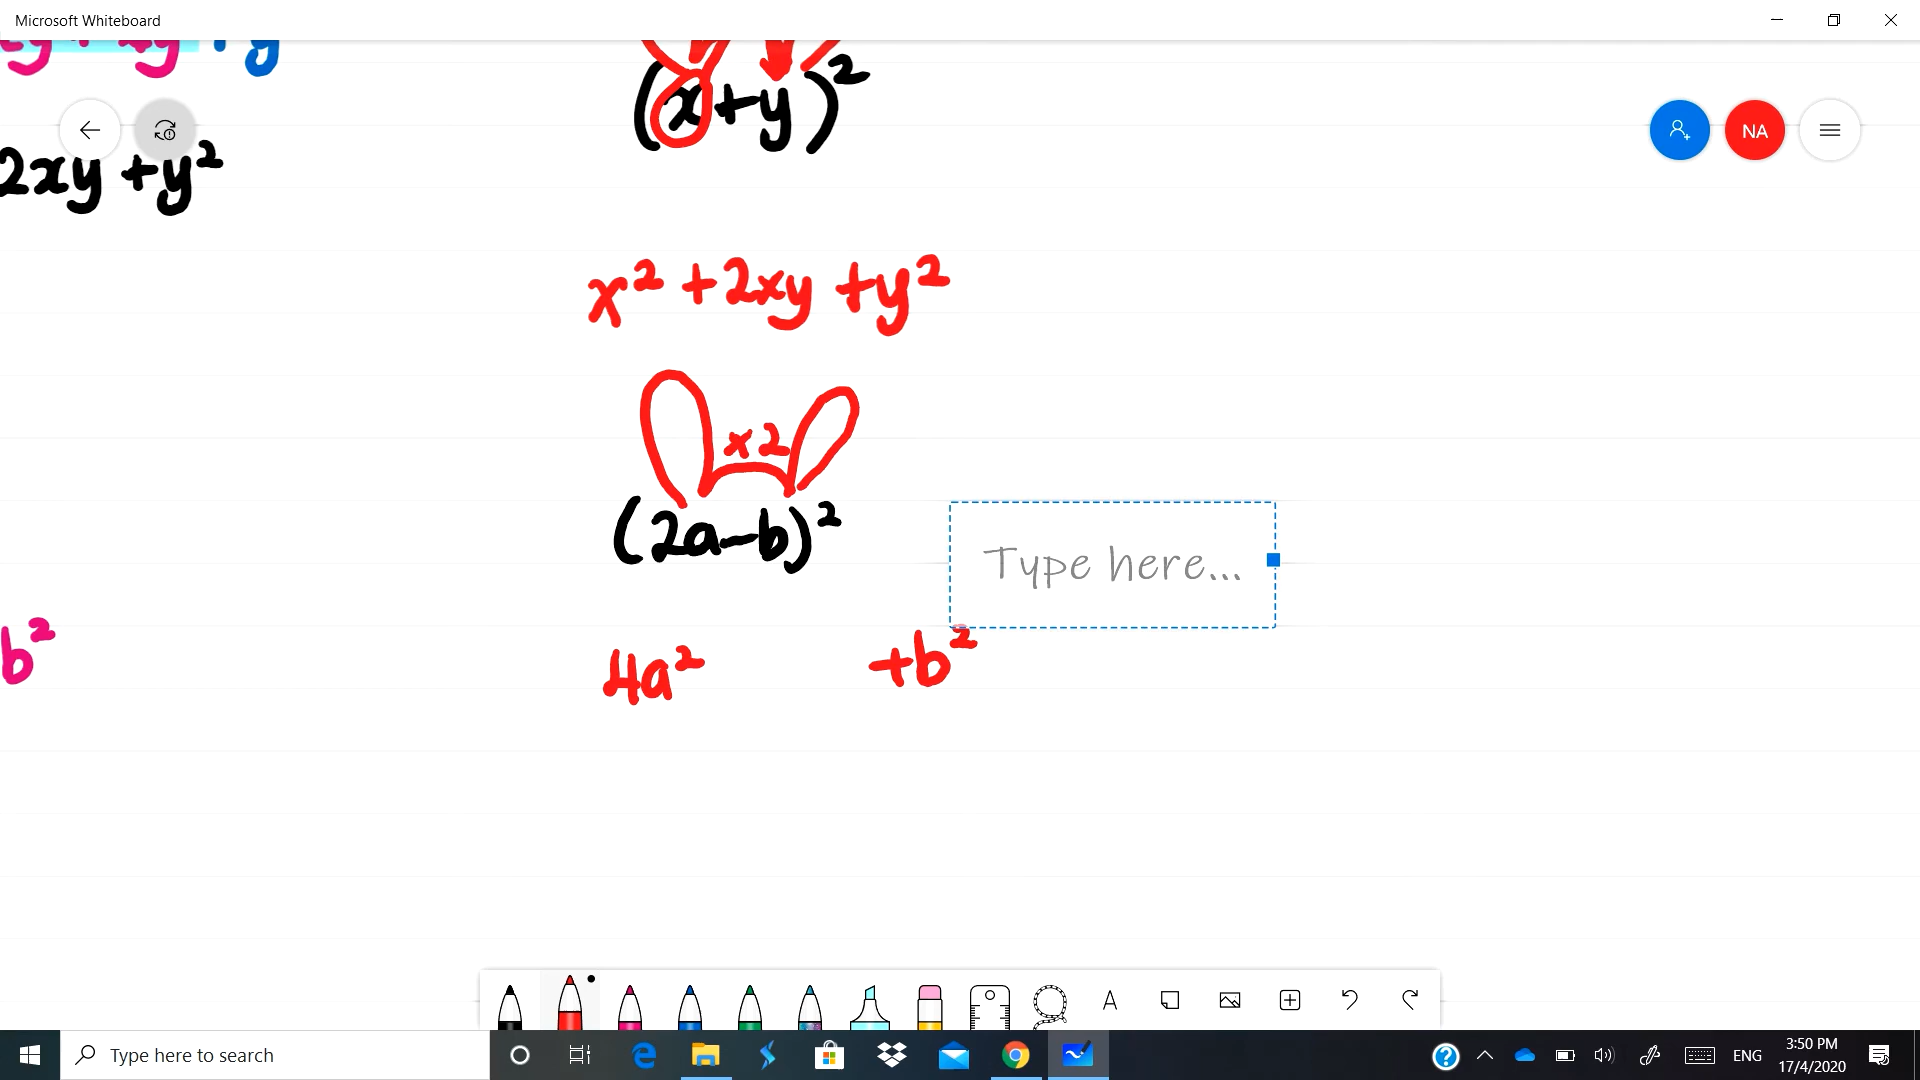 Microsoft Whiteboard
(x+y)²
NA
2xy +y²
x² +2xy +y²
×2
(2a-b)²
Type here...
b²
4a² +b²
A
Type here to search
ENG
3:50 PM
17/4/2020